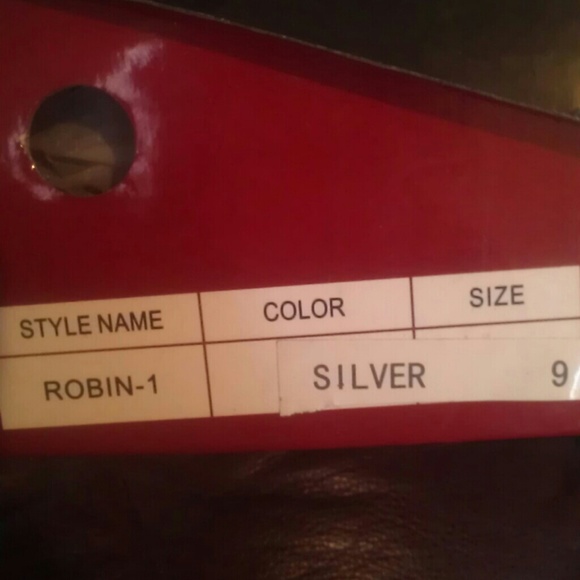 STYLE NAME COLOR SIZE
ROBIN-1 SILVER 9